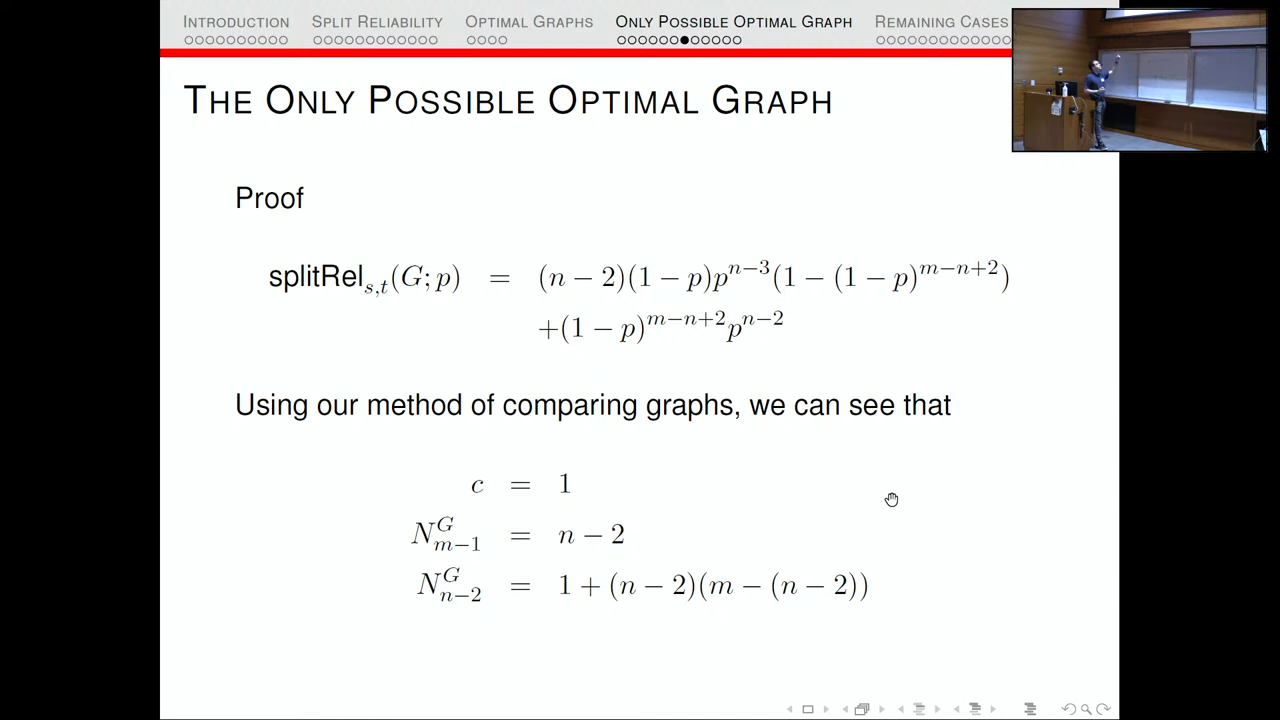 INTRODUCTION SPLIT RELIABILITY OPTIMAL GRAPHS ONLY POSSIBLE OPTIMAL GRAPH REMAINING CASES
THE ONLY POSSIBLE OPTIMAL GRAPH
Proof
splitRel_{s,t}(G; p) = (n − 2)(1 − p)p^{n−3}(1 − (1 − p)^{m−n+2})
+(1 − p)^{m−n+2}p^{n−2}
Using our method of comparing graphs, we can see that
c = 1
N^G_{m−1} = n − 2
N^G_{n−2} = 1 + (n − 2)(m − (n − 2))